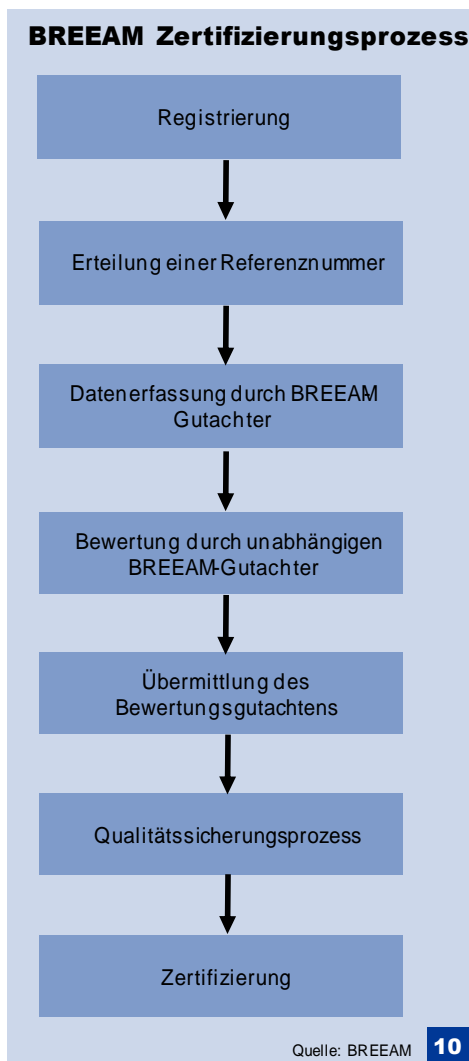 BREEAM Zertifizierungsprozess
Registrierung
Erteilung einer Referenznummer
Datenerfassung durch BREEAM-
Gutachter
Bewertung durch unabhängigen
BREEAM-Gutachter
Übermittlung des
Bewertungsgutachtens
Qualitätssicherungsprozess
Zertifizierung
Quelle: BREEAM 10